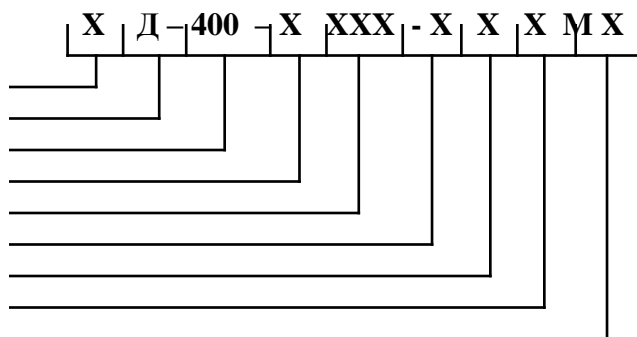 Х Д – 400 – Х ХХХ - Х Х Х М Х